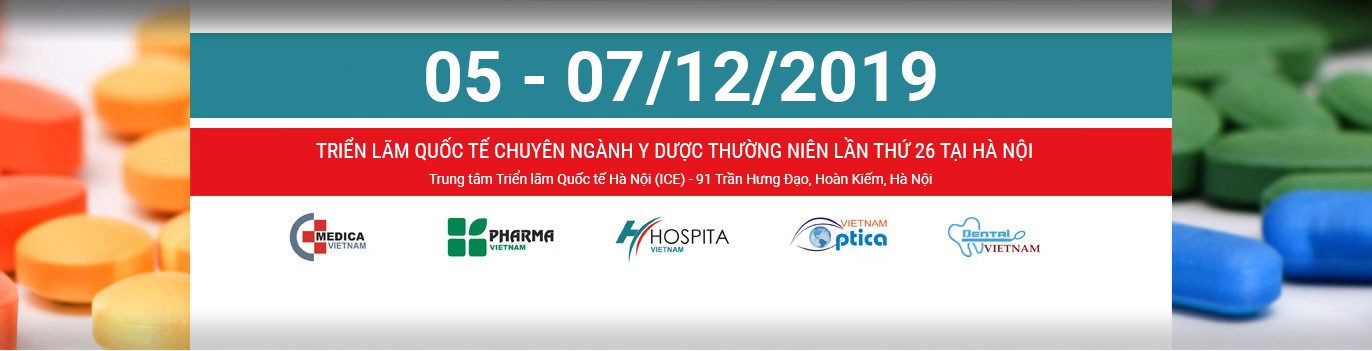 05 - 07/12/2019
TRIỂN LÃM QUỐC TẾ CHUYÊN NGÀNH Y DƯỢC THƯỜNG NIÊN LẦN THỨ 26 TẠI HÀ NỘI
Trung tâm Triển lãm Quốc tế Hà Nội (ICE) - 91 Trần Hưng Đạo, Hoàn Kiếm, Hà Nội
MEDICA
VIETNAM
PHARMA
VIETNAM
HOSPITA
VIETNAM
VIETNAM
Optica
DENTAL
VIETNAM